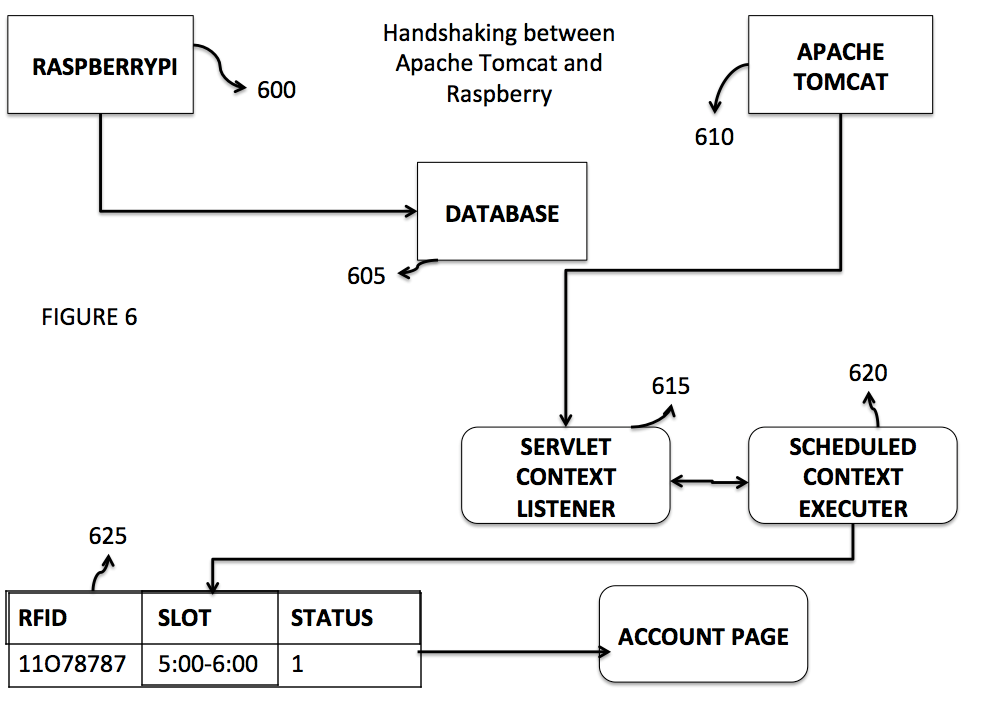 Handshaking between
Apache Tomcat and
Raspberry
RASPBERRYPI
600
APACHE
TOMCAT
610
DATABASE
605
FIGURE 6
615
620
SERVLET
CONTEXT
LISTENER
SCHEDULED
CONTEXT
EXECUTER
625
RFID SLOT STATUS
11O78787 5:00-6:00 1
ACCOUNT PAGE